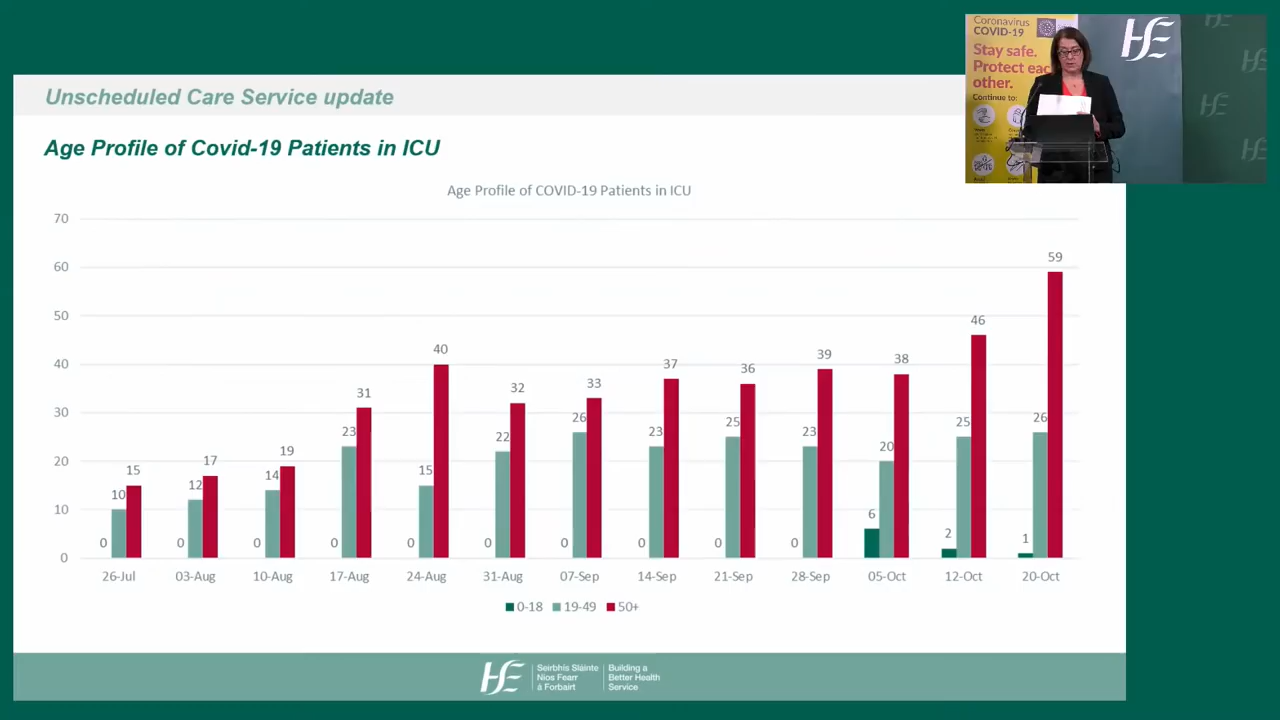 Unscheduled Care Service update
Coronavirus
COVID-19
Stay safe.
Protect eac
other.
Continue to:
Age Profile of Covid-19 Patients in ICU
Age Profile of COVID-19 Patients in ICU
70
60
50
40
30
20
10
0
0 10 15
0 12 17
0 14 19
0 23 31
0 15 40
0 22 32
0 26 33
0 23 37
0 25 36
0 23 39
6 20 38
2 25 46
1 26 59
26-Jul 03-Aug 10-Aug 17-Aug 24-Aug 31-Aug 07-Sep 14-Sep 21-Sep 28-Sep 05-Oct 12-Oct 20-Oct
0-18 19-49 50+
Seirbhís Sláinte
Níos Fearr
á Forbairt
Building a
Better Health
Service